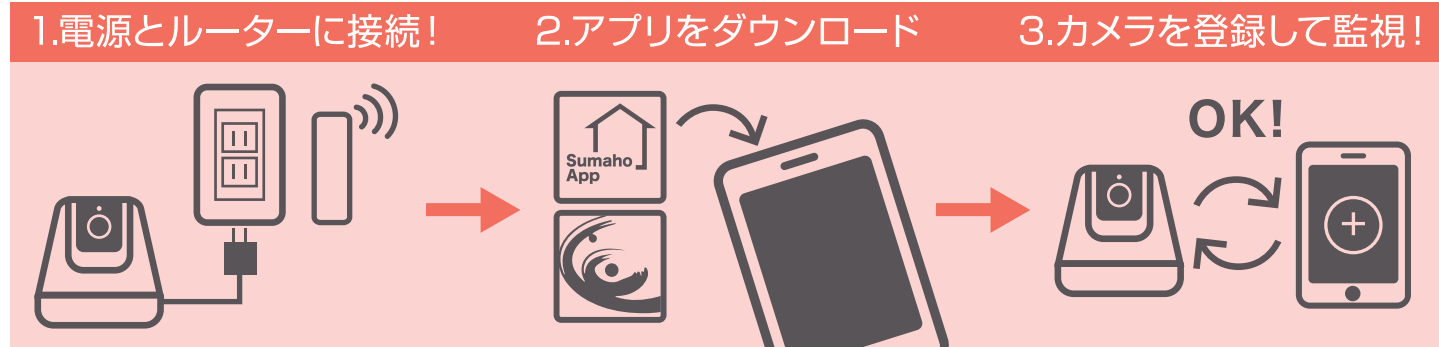 1.電源とルーターに接続！
2.アプリをダウンロード
3.カメラを登録して監視！
Sumaho
App
OK!